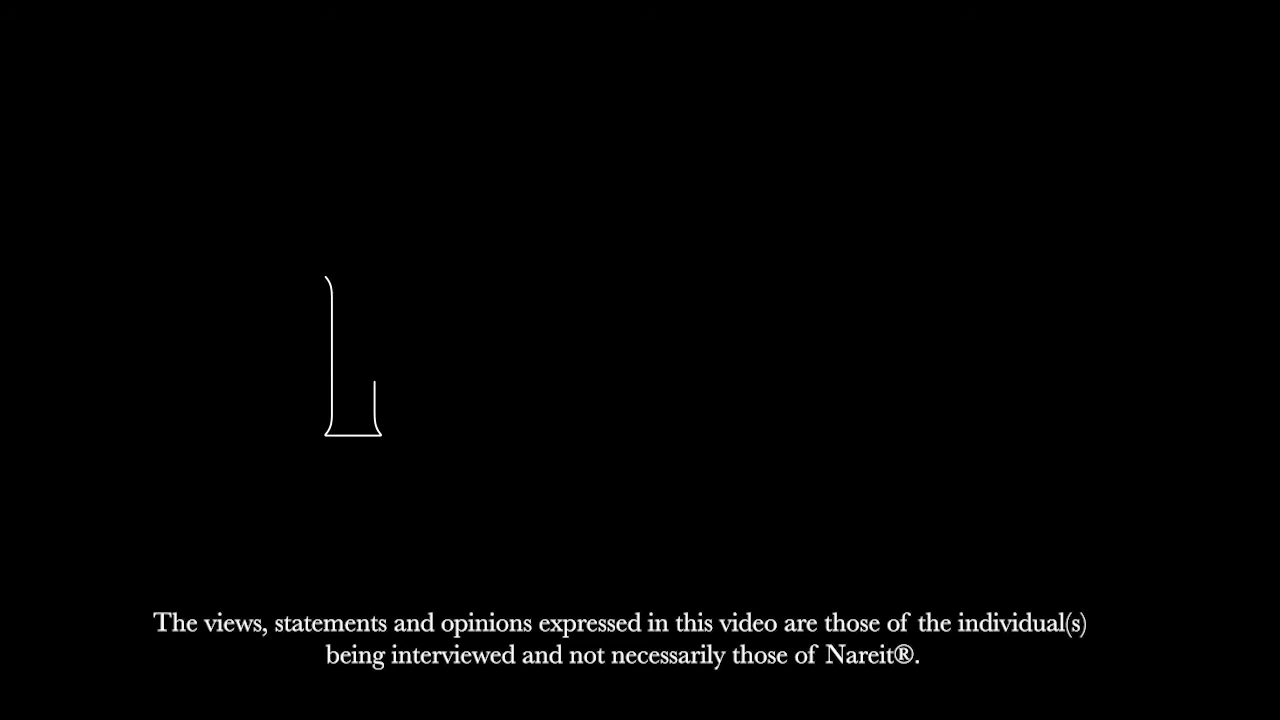 The views, statements and opinions expressed in this video are those of the individual(s)
being interviewed and not necessarily those of Nareit®.